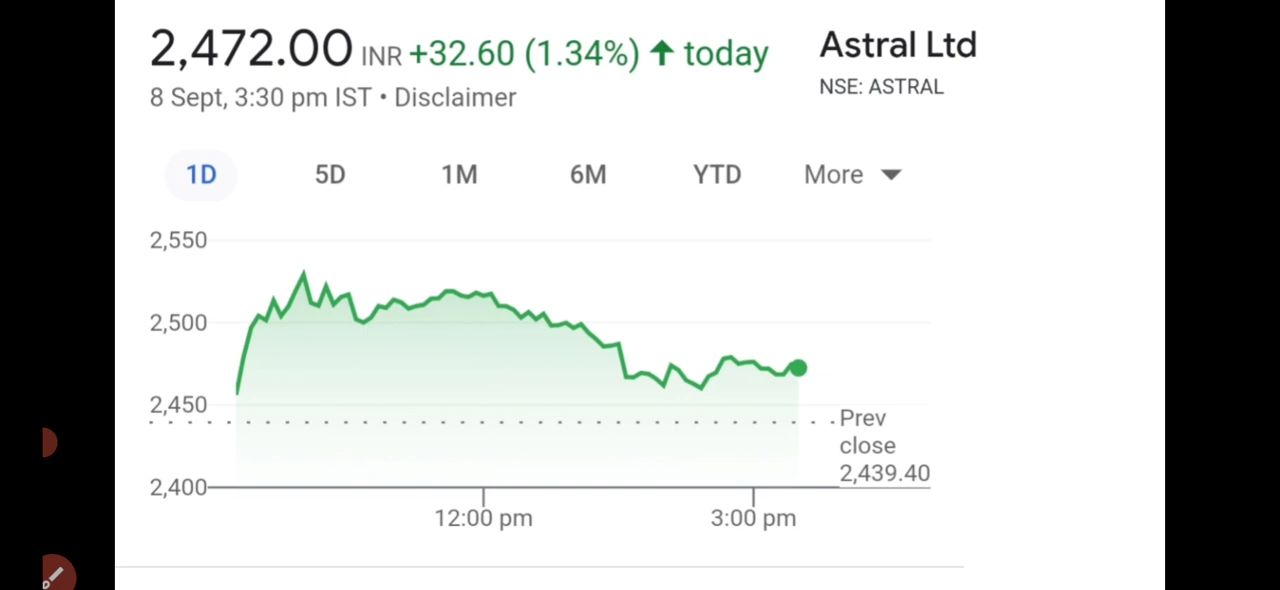 2,472.00 INR +32.60 (1.34%) ↑ today
8 Sept, 3:30 pm IST • Disclaimer
Astral Ltd
NSE: ASTRAL
1D 5D 1M 6M YTD More
2,550
2,500
2,450
2,400
Prev
close
2,439.40
12:00 pm 3:00 pm